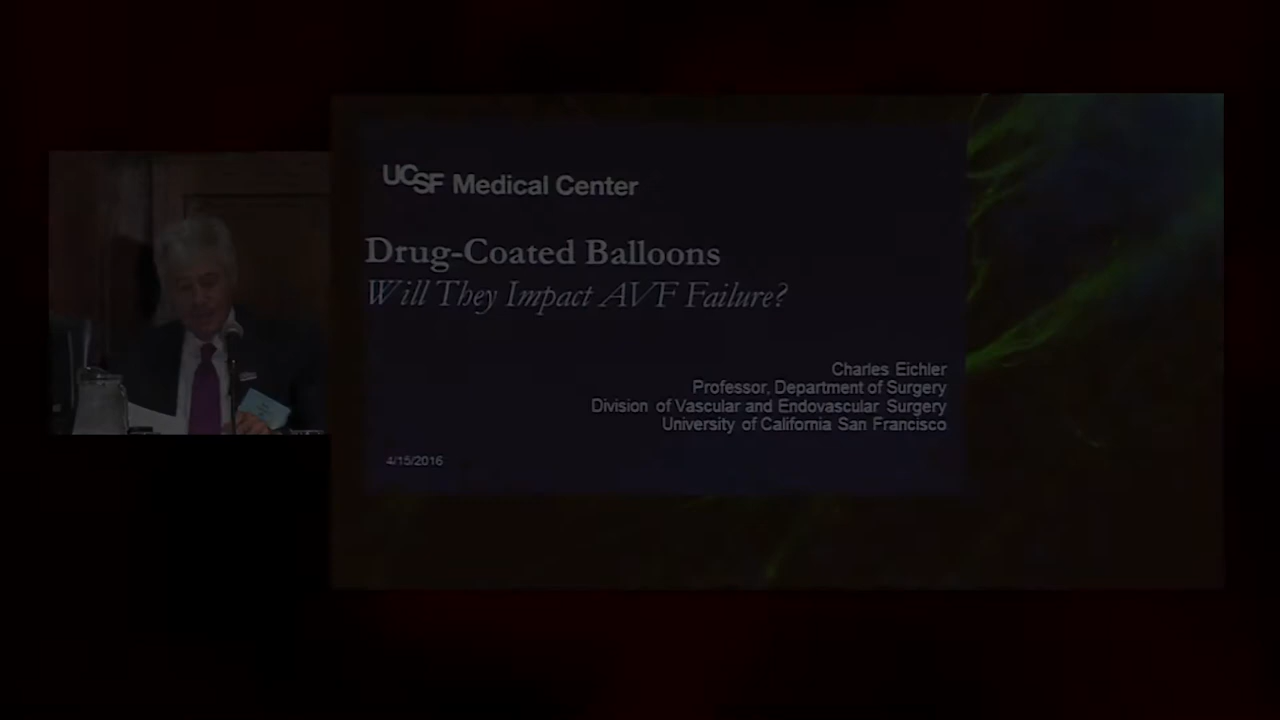 UCSF Medical Center
Drug-Coated Balloons
Will They Impact AVF Failure?
Charles Eichler
Professor, Department of Surgery
Division of Vascular and Endovascular Surgery
University of California San Francisco
4/15/2016